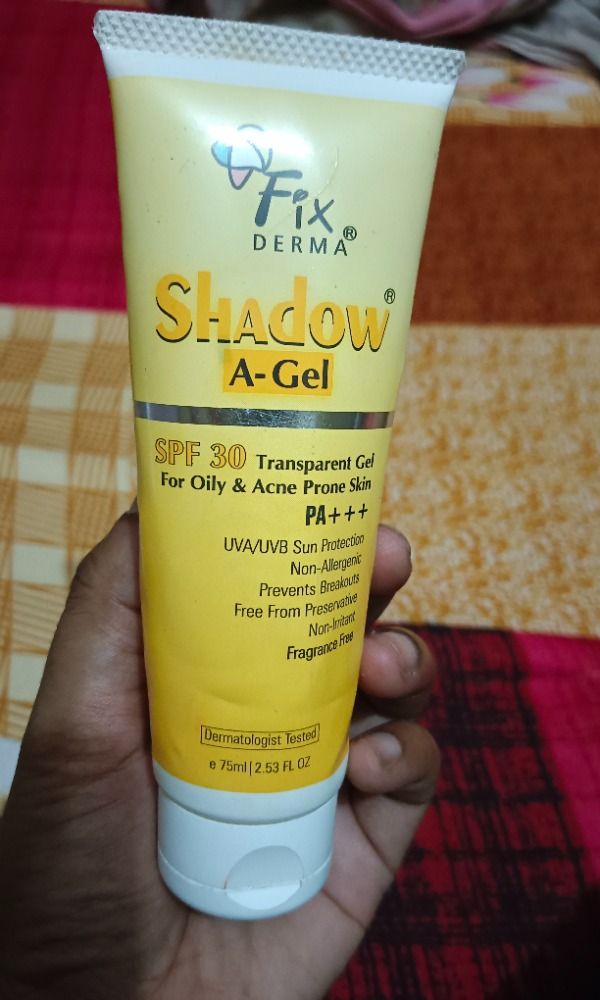 Fix
DERMA®
SHADOW®
A-Gel
SPF 30 Transparent Gel
For Oily & Acne Prone Skin
PA+++
UVA/UVB Sun Protection
Non-Allergenic
Prevents Breakouts
Free From Preservative
Non-Irritant
Fragrance Free
Dermatologist Tested
e 75ml | 2.53 FL OZ